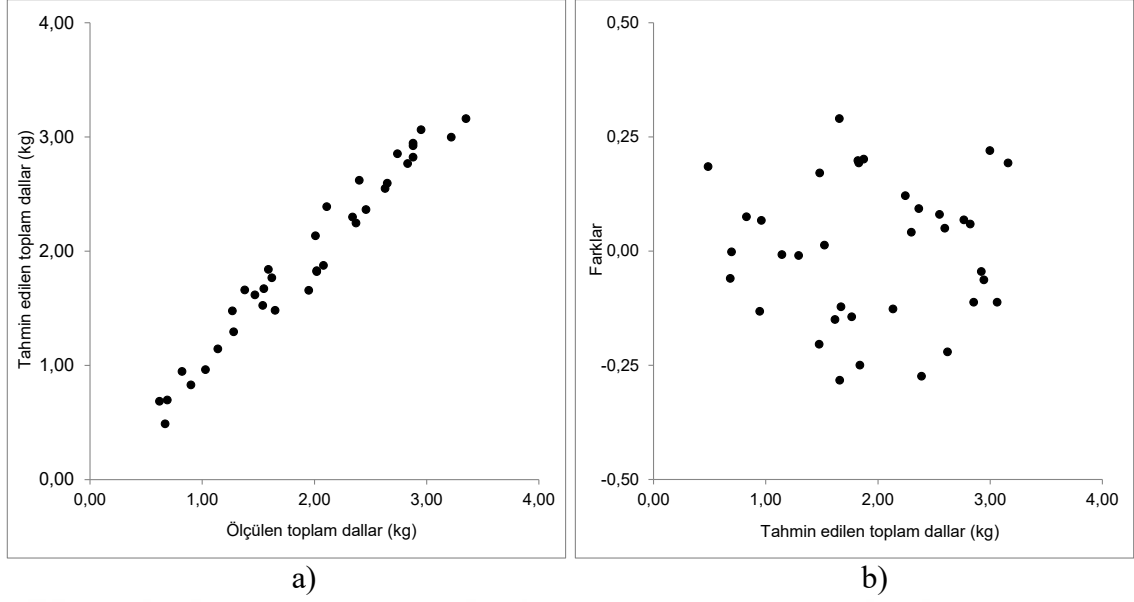 4,00
3,00
2,00
1,00
0,00
Tahmin edilen toplam dallar (kg)
0,00 1,00 2,00 3,00 4,00
Ölçülen toplam dallar (kg)
a)
0,50
0,25
0,00
-0,25
-0,50
Farklar
0,00 1,00 2,00 3,00 4,00
Tahmin edilen toplam dallar (kg)
b)